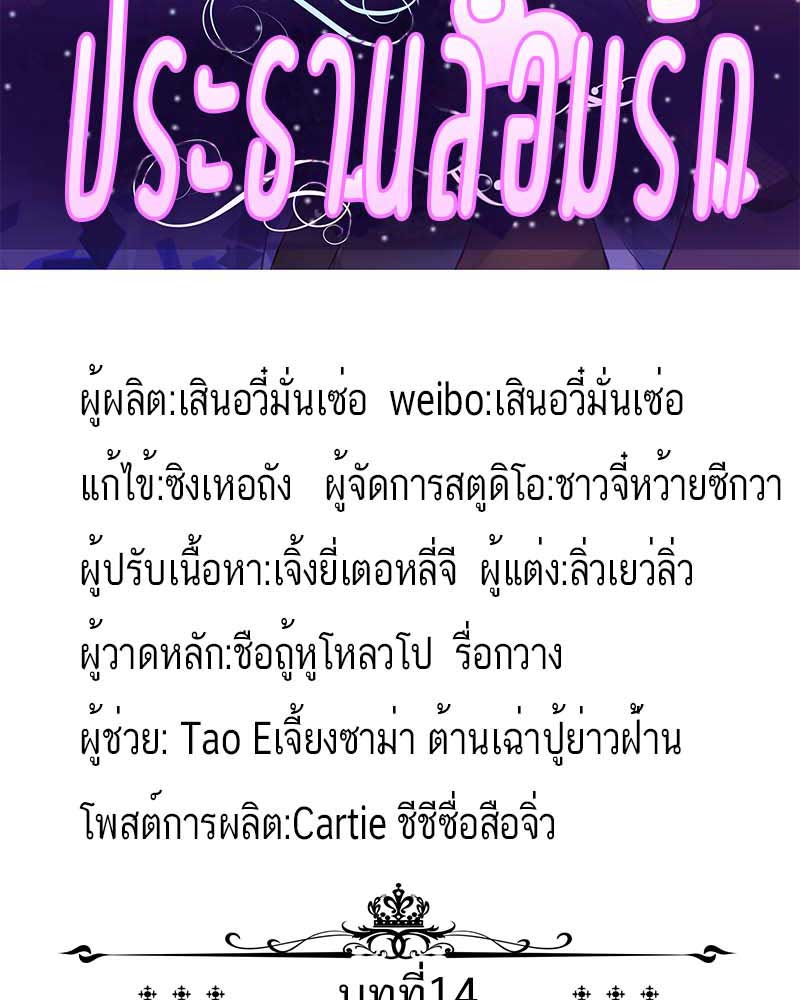 ประธานล้อมรัก
ผู้ผลิต:เสินอวี๋มั่นเซ่อ weibo:เสินอวี๋มั่นเซ่อ
แก้ไข้:ซิงเหอถัง ผู้จัดการสตูดิโอ:ชาวจี๋หว้ายซีกวา
ผู้ปรับเนื้อหา:เจิ้งยี่เตอหลี่จี ผู้แต่ง:ลิ่วเยว่ลิ่ว
ผู้วาดหลัก:ชือถู้หูโหลวโป รื่อกวาง
ผู้ช่วย: Tao Eเจี้ยงซาม่า ต้านเฉ่าปู้ย่าวฝ้าน
โพสต์การผลิต:Cartie ชีชีซื่อสือจิ่ว
บทที่14